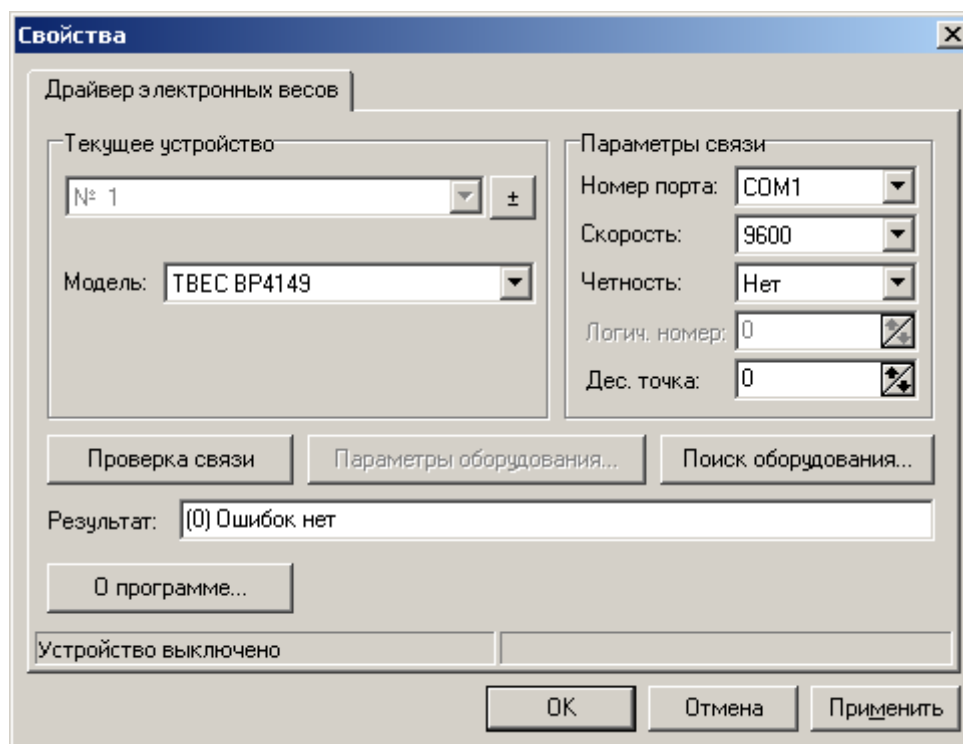 Свойства
Драйвер электронных весов
Текущее устройство
№ 1
±
Модель: ТВЕС ВР4149
Параметры связи
Номер порта: COM1
Скорость: 9600
Четность: Нет
Логич. номер: 0
Дес. точка: 0
Проверка связи
Параметры оборудования...
Поиск оборудования...
Результат: (0) Ошибок нет
О программе...
Устройство выключено
OK
Отмена
Применить